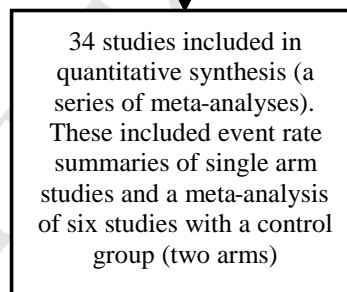 34 studies included in
quantitative synthesis (a
series of meta-analyses).
These included event rate
summaries of single arm
studies and a meta-analysis
of six studies with a control
group (two arms)